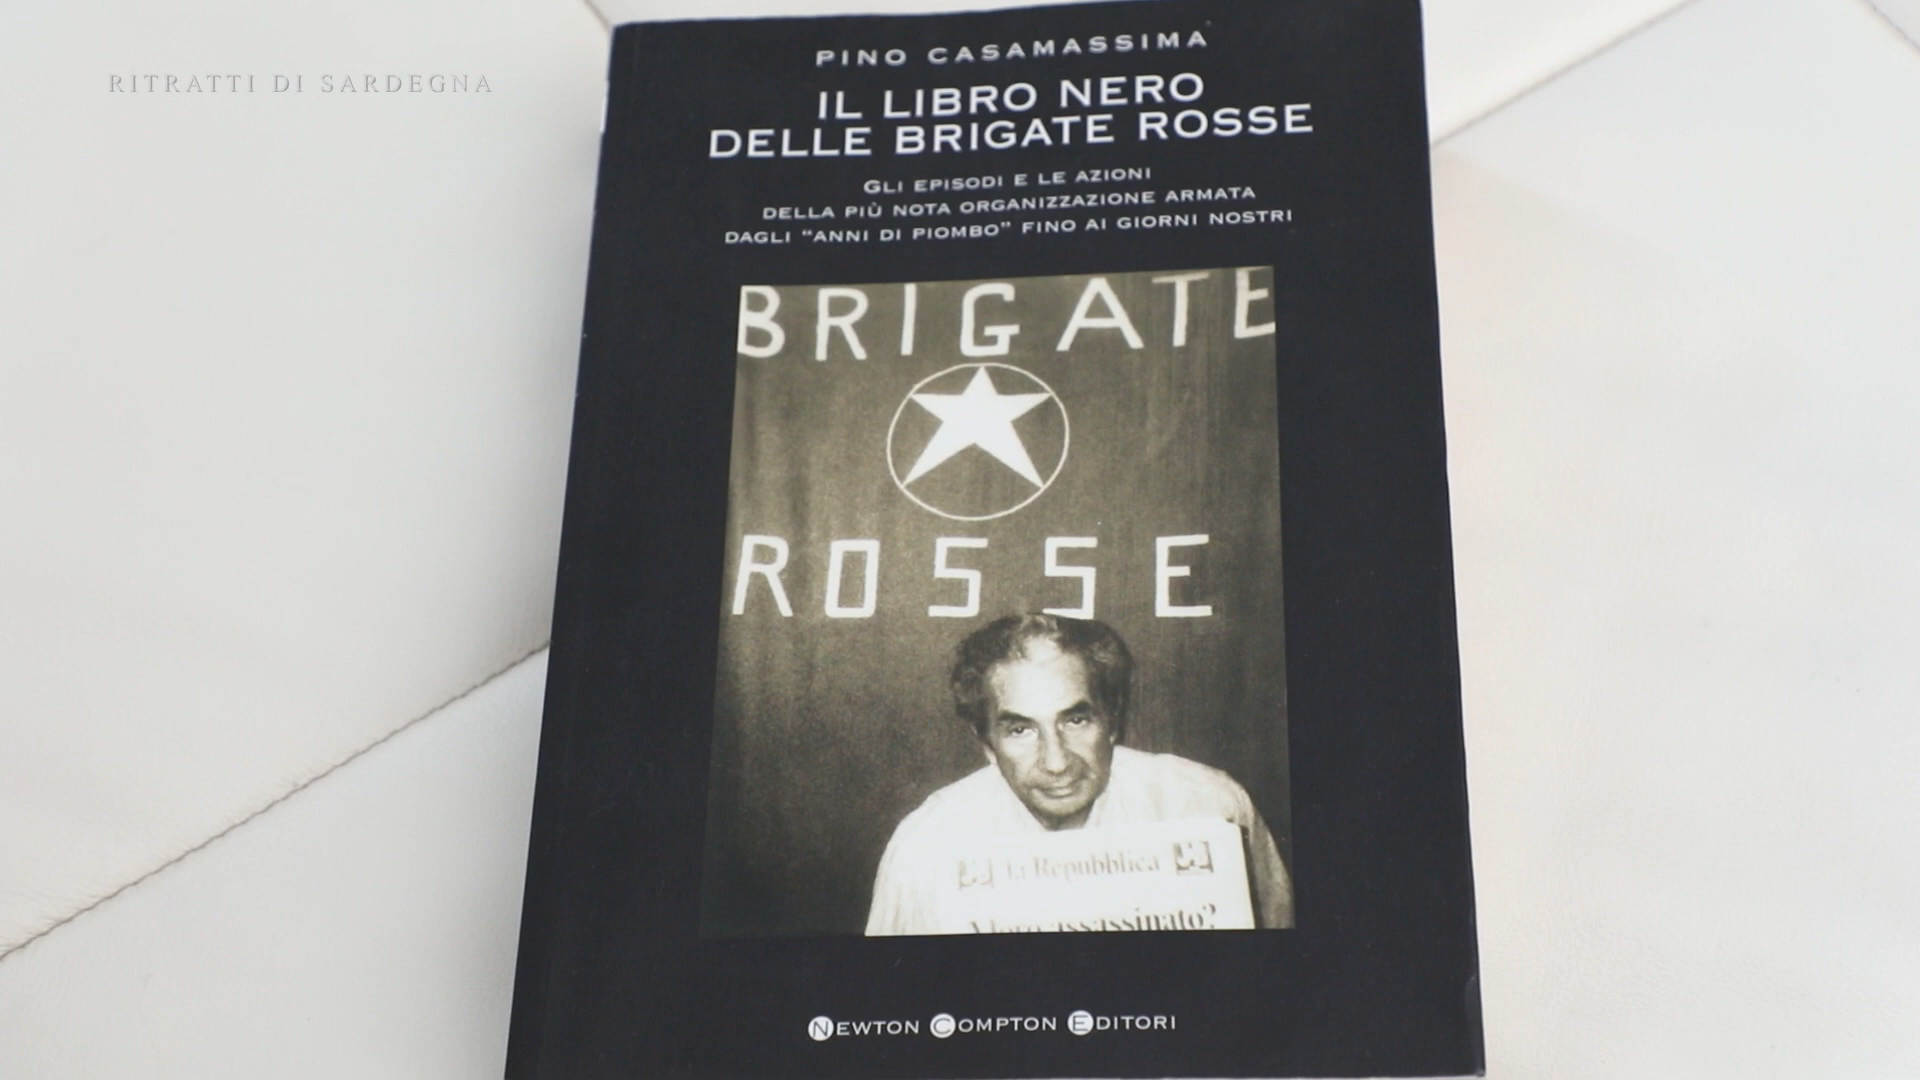 RITRATTI DI SARDEGNA
PINO CASAMASSIMA
IL LIBRO NERO
DELLE BRIGATE ROSSE
GLI EPISODI E LE AZIONI
DELLA PIÙ NOTA ORGANIZZAZIONE ARMATA
DAGLI “ANNI DI PIOMBO” FINO AI GIORNI NOSTRI
BRIGATE
ROSSE
la Repubblica
Moro assassinato?
NEWTON COMPTON EDITORI